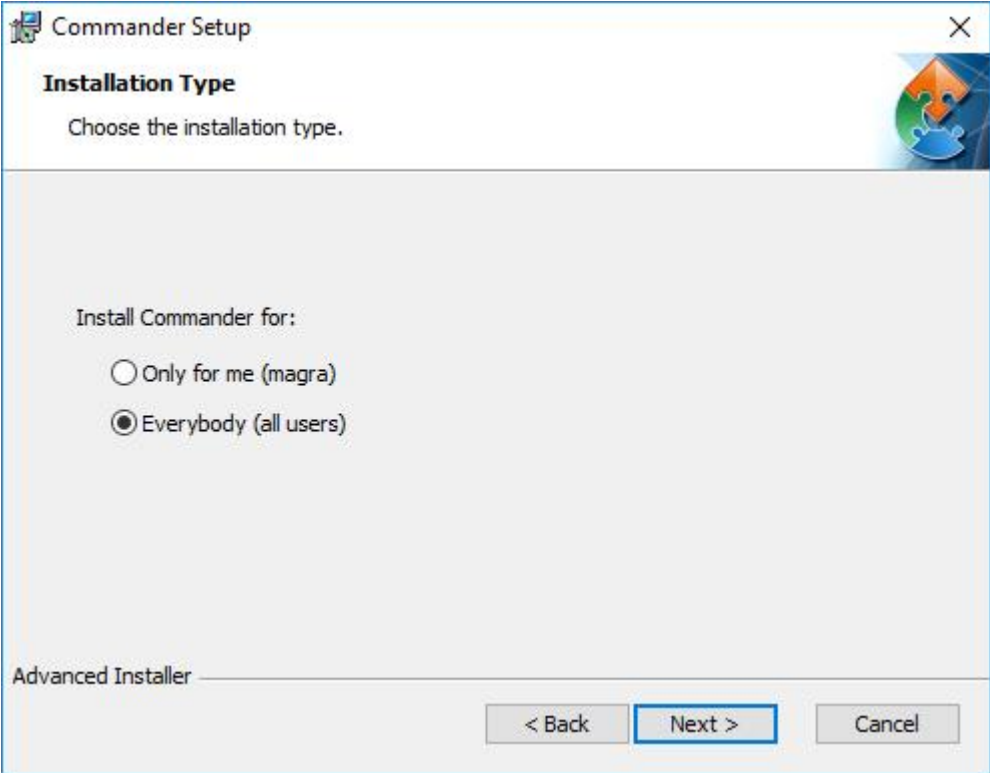 Commander Setup
Installation Type
Choose the installation type.
Install Commander for:
Only for me (magra)
Everybody (all users)
Advanced Installer
< Back Next > Cancel